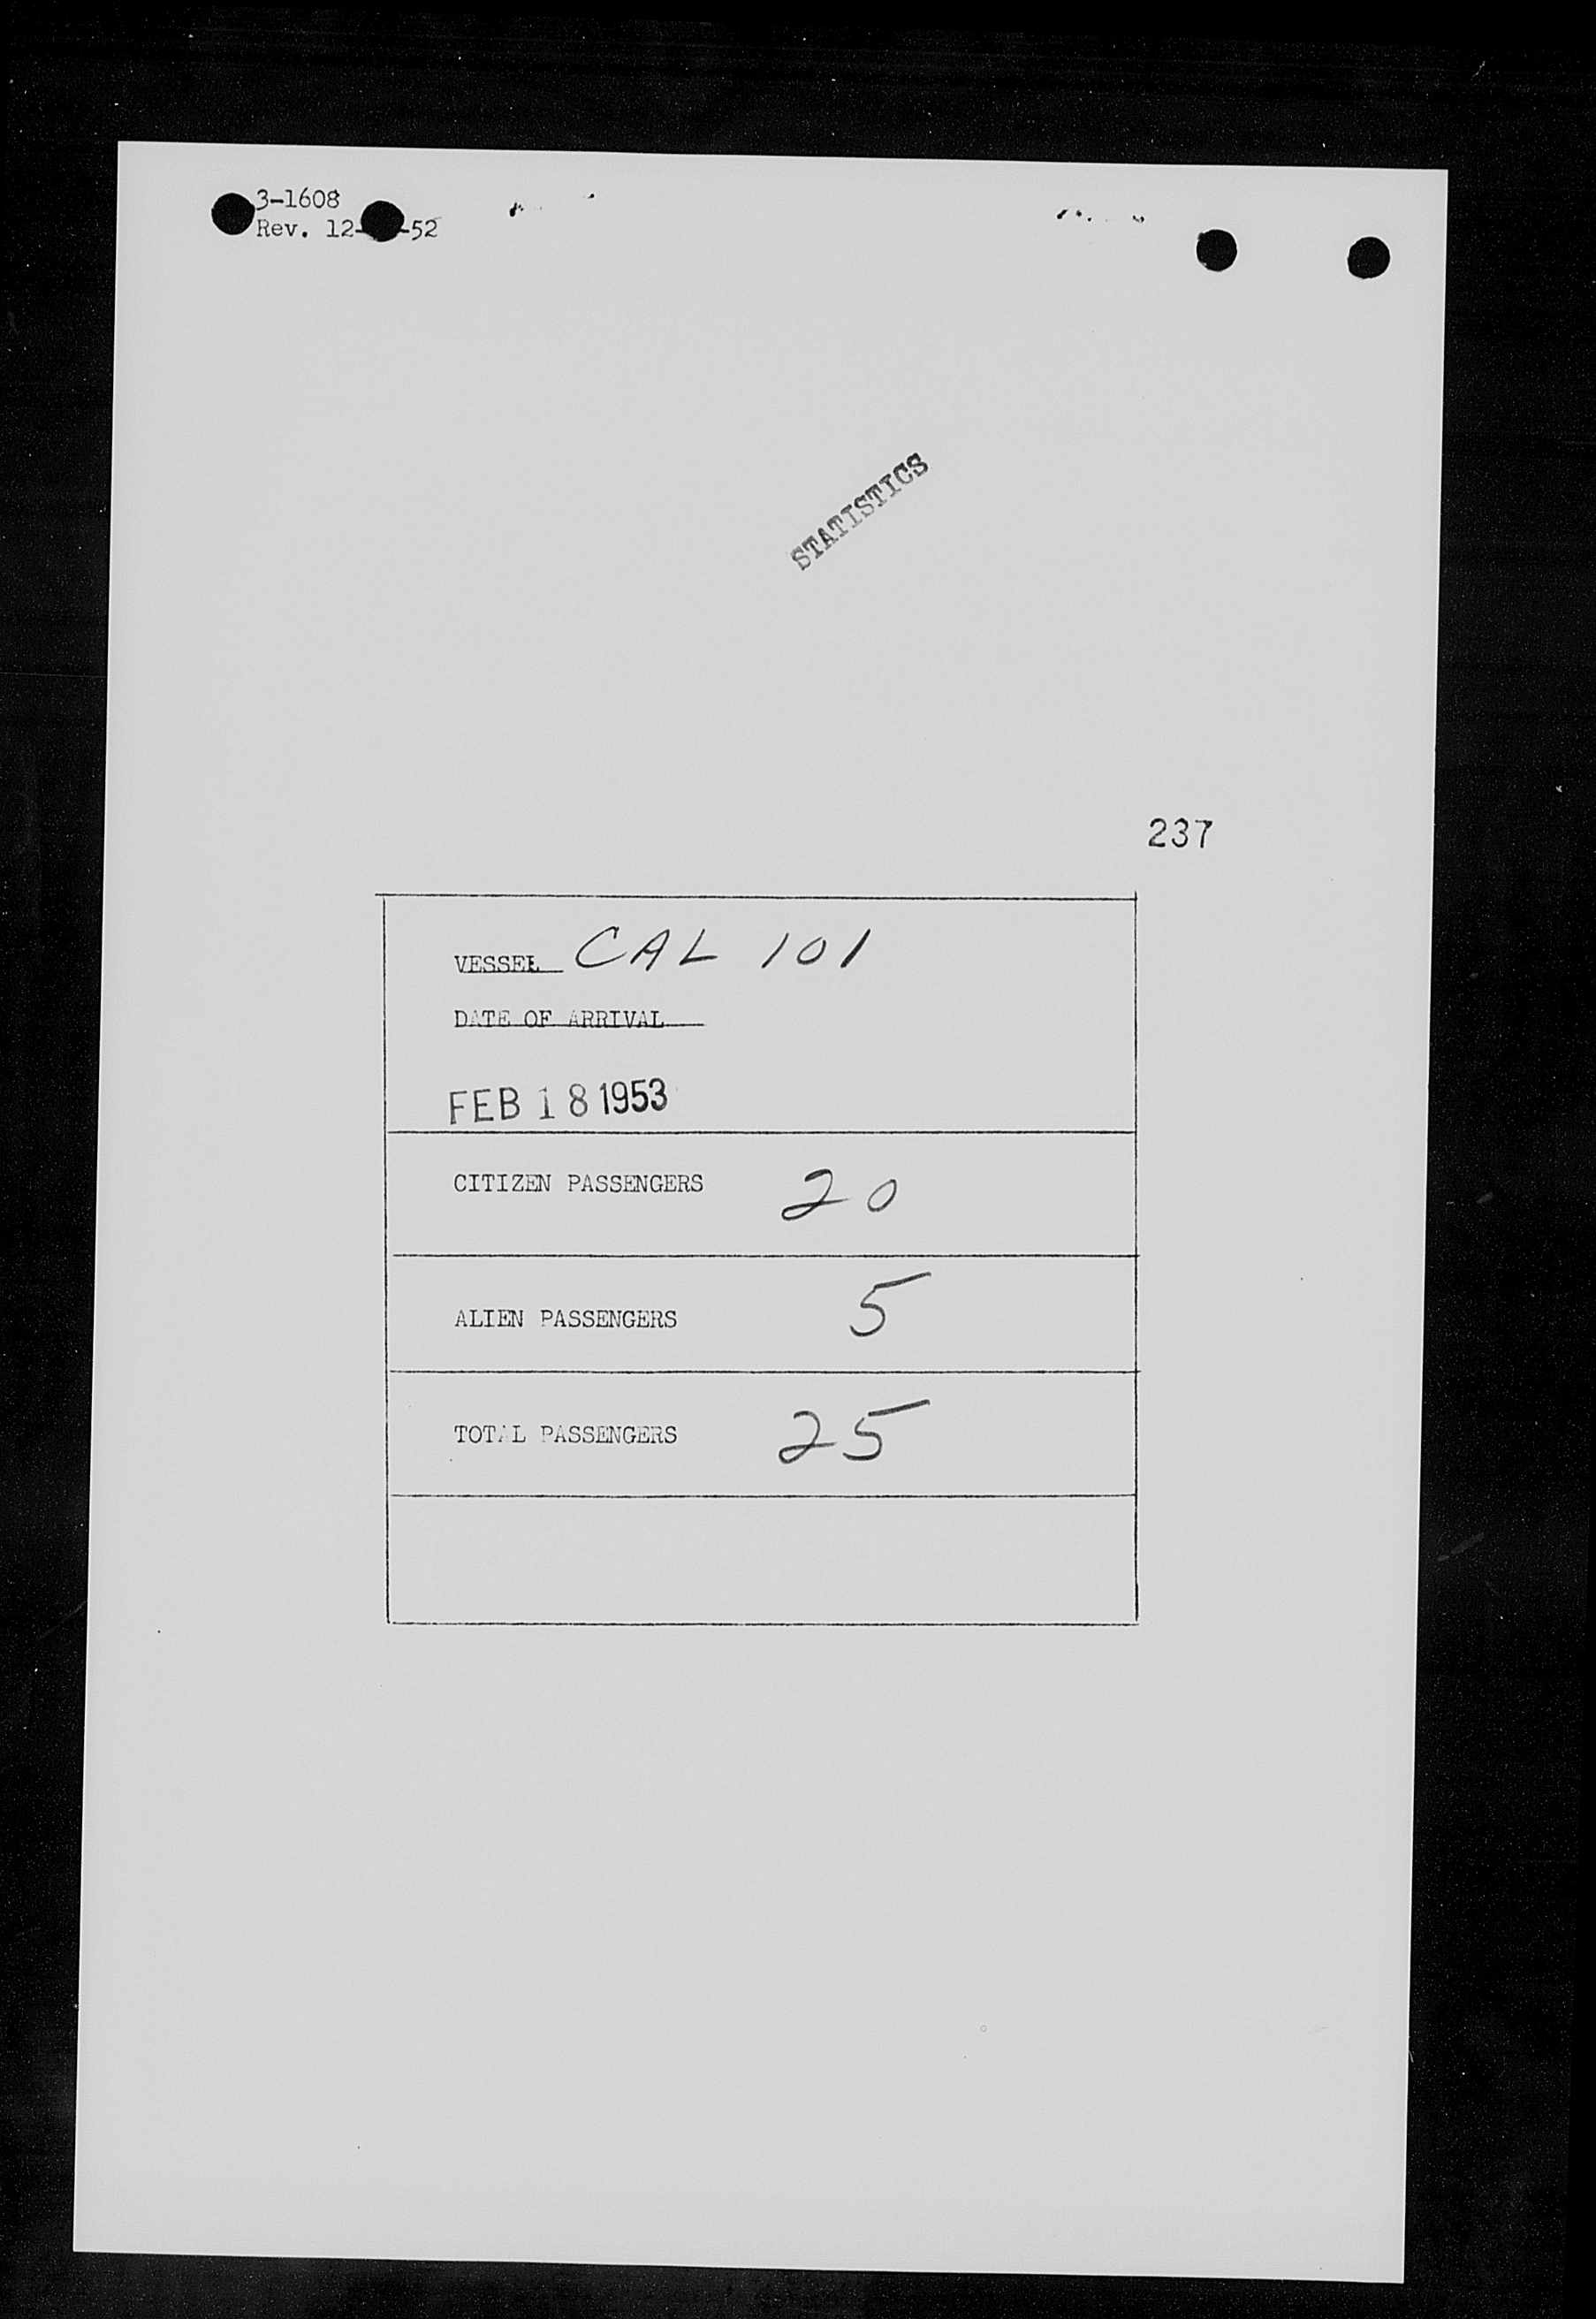 3-1608
Rev. 12- -52
STATISTICS
237
VESSEL CAL 101
DATE OF ARRIVAL
FEB 18 1953
CITIZEN PASSENGERS 20
ALIEN PASSENGERS 5
TOTAL PASSENGERS 25